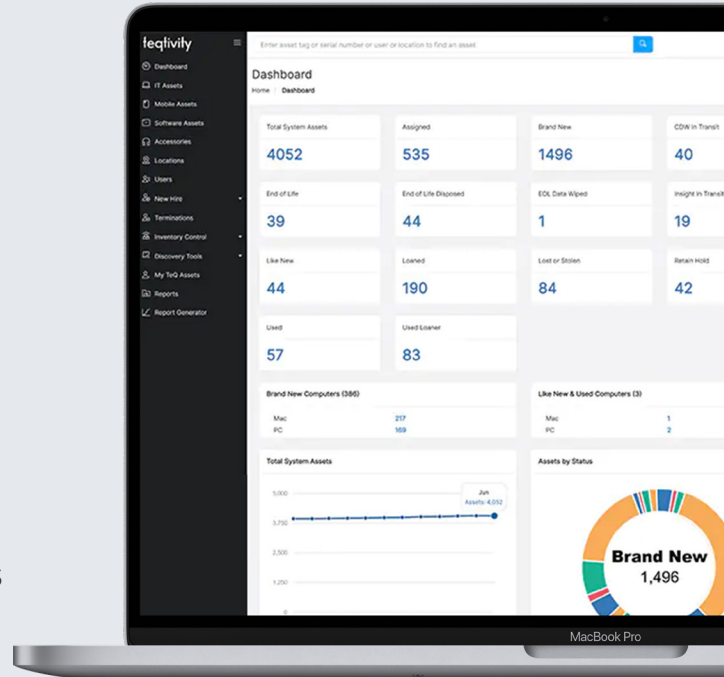 teqtivity
Enter asset tag or serial number or user or location to find an asset
Dashboard
IT Assets
Mobile Assets
Software Assets
Accessories
Locations
Users
New Hire
Terminations
Inventory Control
Discovery Tools
My TeQ Assets
Reports
Report Generator
Dashboard
Home / Dashboard
Total System Assets
4052
Assigned
535
Brand New
1496
CDW In Transit
40
End of Life
39
End of Life Disposed
44
EOL Data Wiped
1
Insight In Transit
19
Like New
44
Loaned
190
Lost or Stolen
84
Retain Hold
42
Used
57
Used Loaner
83
Brand New Computers (386)
Mac 217
PC 169
Like New & Used Computers (3)
Mac 1
PC 2
Total System Assets
5,000
3,750
2,500
1,250
0
Jun
Assets: 4,052
Assets by Status
Brand New
1,496
s
MacBook Pro